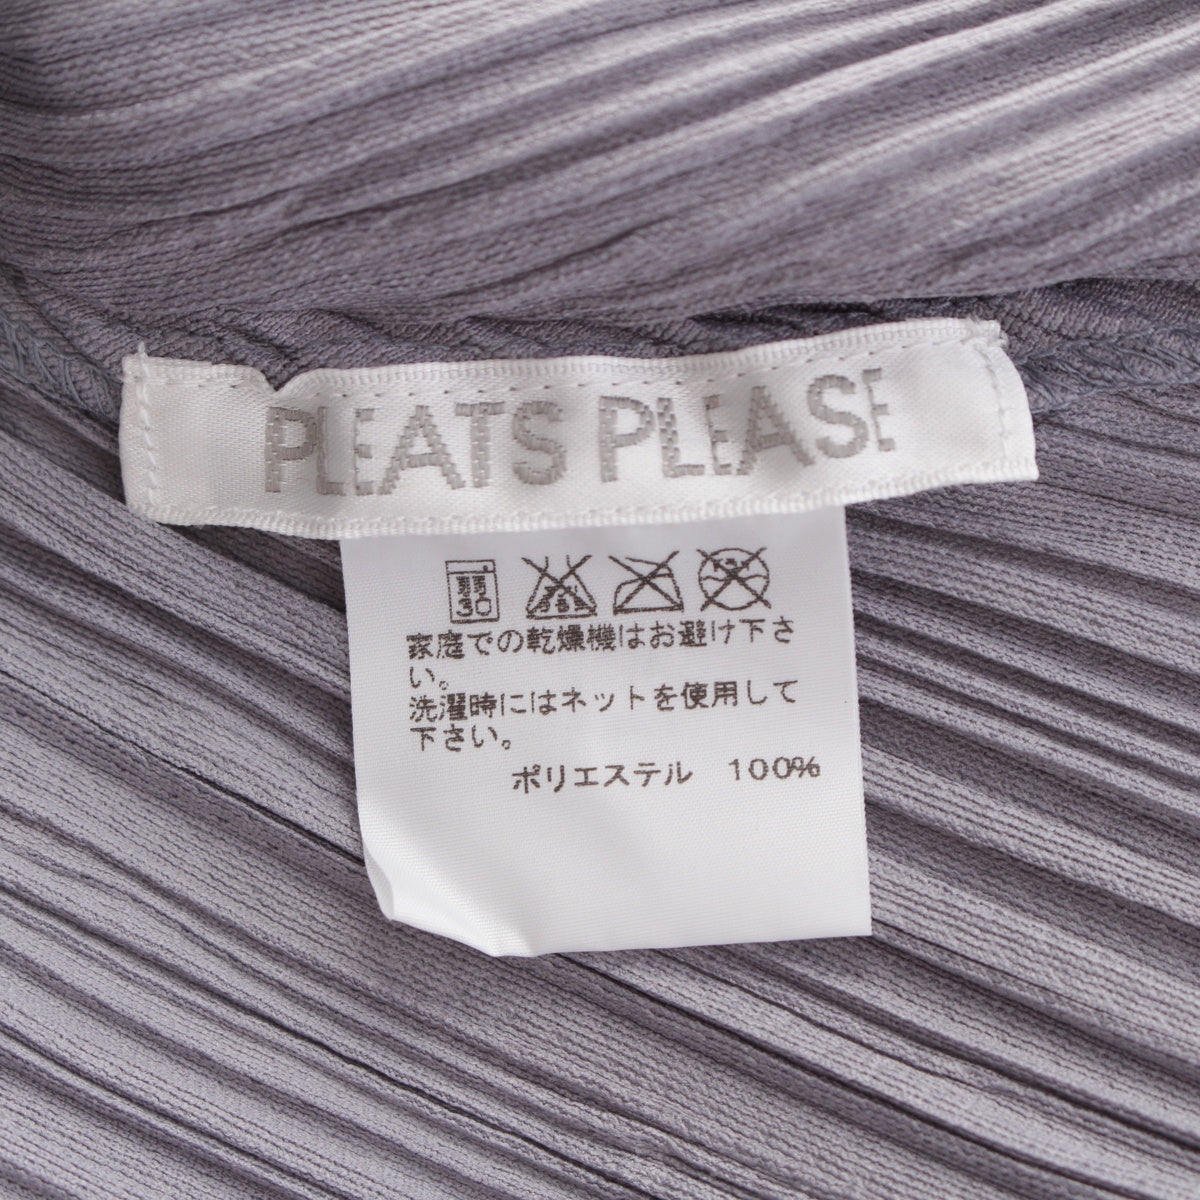 PLEATS PLEASE
30
家庭での乾燥機はお避け下さ
い。
洗濯時にはネットを使用して
下さい。
ポリエステル　100%